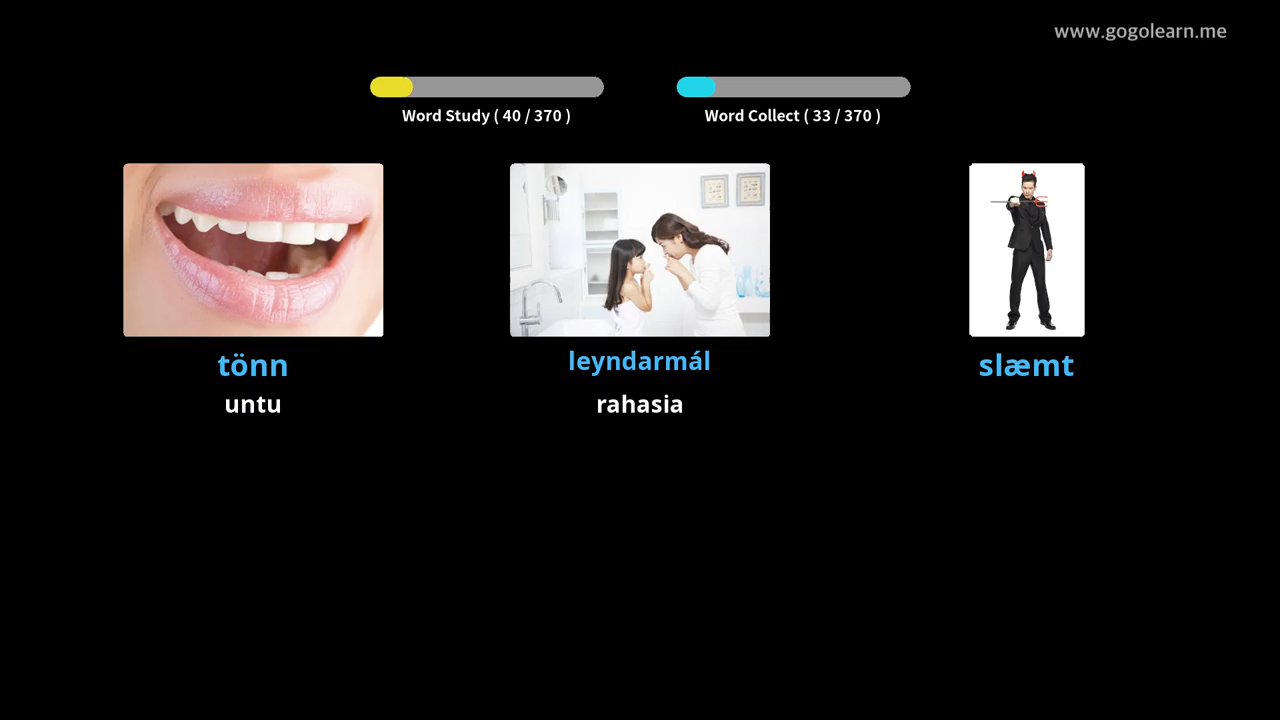 www.gogolearn.me
Word Study ( 40 / 370 )
Word Collect ( 33 / 370 )
tönn
untu
leyndarmál
rahasia
slæmt